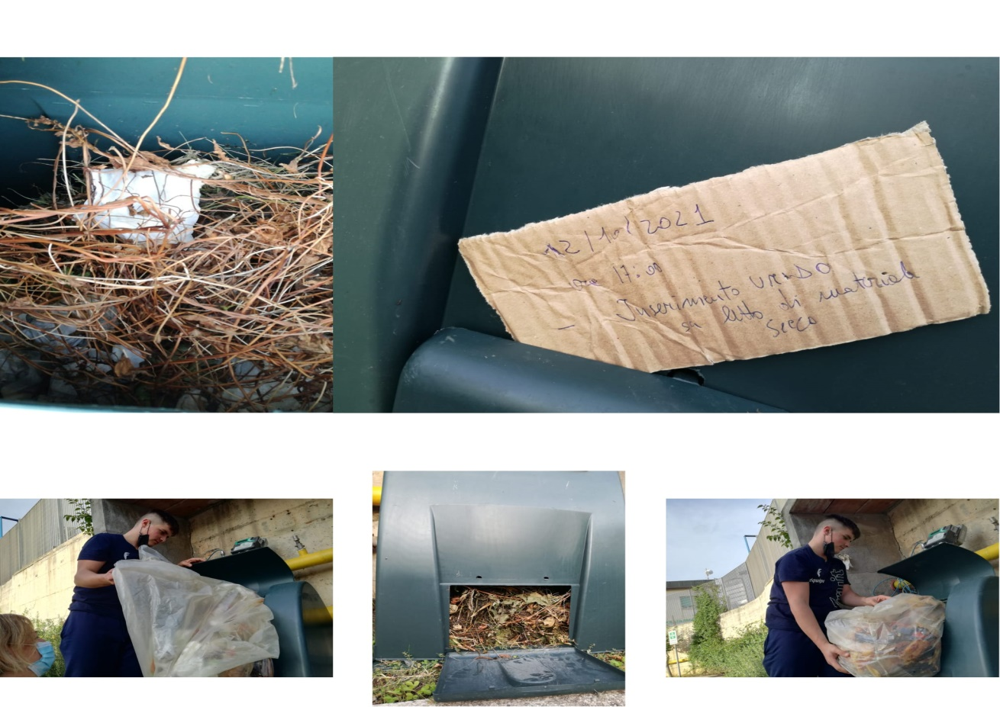 12/10/2021
ore 17:00
- Inserimento UMIDO
su letto di materiale
secco